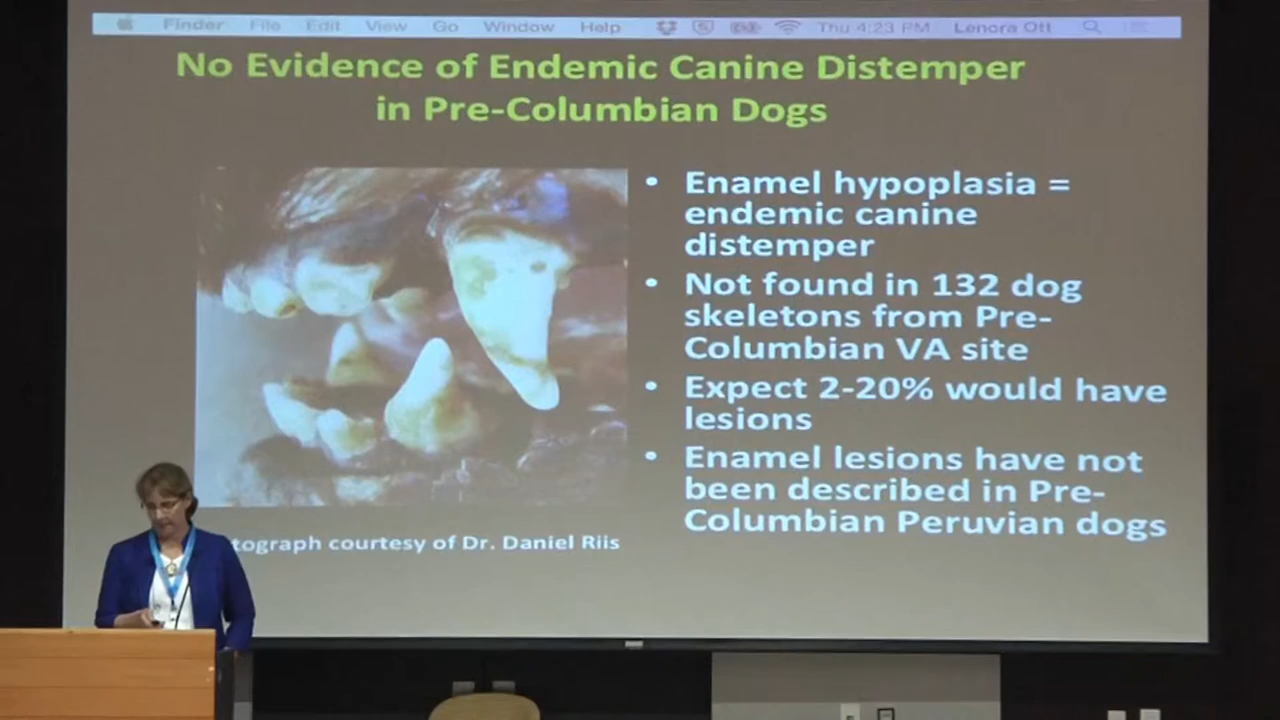 Finder File Edit View Go Window Help Thu 4:23 PM Lenora Ott
No Evidence of Endemic Canine Distemper
in Pre-Columbian Dogs
• Enamel hypoplasia =
endemic canine
distemper
• Not found in 132 dog
skeletons from Pre-
Columbian VA site
• Expect 2-20% would have
lesions
• Enamel lesions have not
been described in Pre-
Columbian Peruvian dogs
tograph courtesy of Dr. Daniel Riis